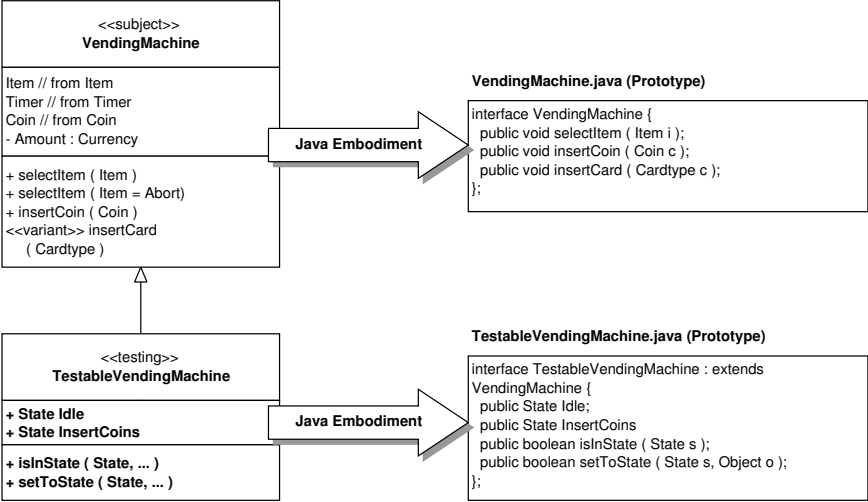 <<subject>>
VendingMachine
Item // from Item
Timer // from Timer
Coin // from Coin
- Amount : Currency
+ selectItem ( Item )
+ selectItem ( Item = Abort)
+ insertCoin ( Coin )
<<variant>> insertCard
( Cardtype )
Java Embodiment
VendingMachine.java (Prototype)
interface VendingMachine {
public void selectItem ( Item i );
public void insertCoin ( Coin c );
public void insertCard ( Cardtype c );
};
<<testing>>
TestableVendingMachine
+ State Idle
+ State InsertCoins
+ isInState ( State, ... )
+ setToState ( State, ... )
Java Embodiment
TestableVendingMachine.java (Prototype)
interface TestableVendingMachine : extends
VendingMachine {
public State Idle;
public State InsertCoins
public boolean isInState ( State s );
public boolean setToState ( State s, Object o );
};